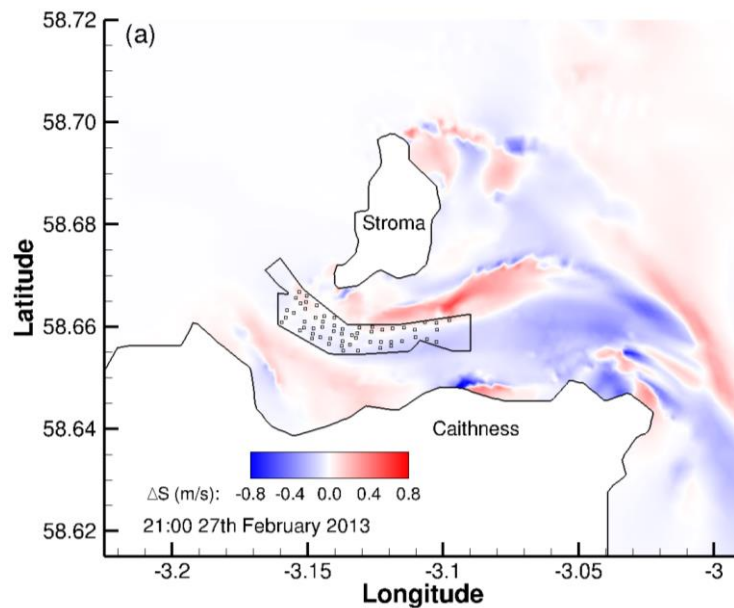 (a)
58.72
58.70
58.68
58.66
58.64
58.62
Latitude
Stroma
Caithness
ΔS (m/s): -0.8 -0.4 0.0 0.4 0.8
21:00 27th February 2013
-3.2 -3.15 -3.1 -3.05 -3
Longitude